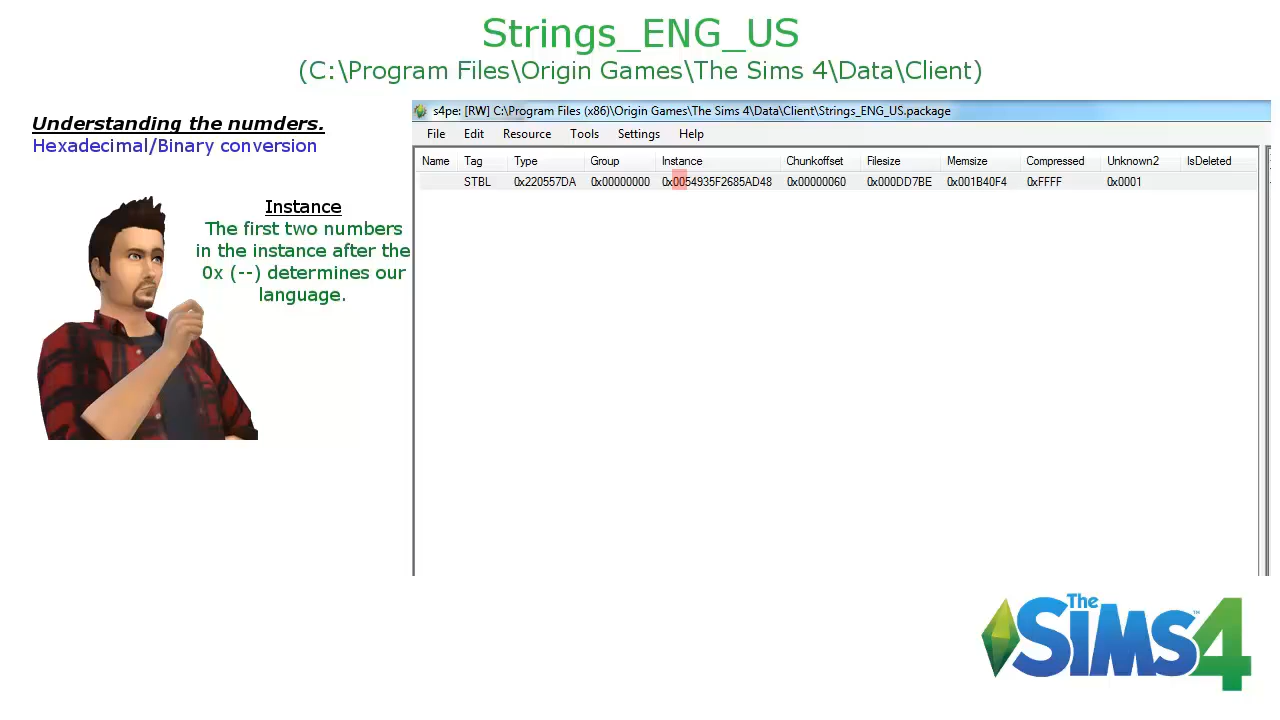 Strings_ENG_US
(C:\Program Files\Origin Games\The Sims 4\Data\Client)
Understanding the numders.
Hexadecimal/Binary conversion
Instance
The first two numbers
in the instance after the
0x (--) determines our
language.
s4pe: [RW] C:\Program Files (x86)\Origin Games\The Sims 4\Data\Client\Strings_ENG_US.package
File Edit Resource Tools Settings Help
Name Tag Type Group Instance Chunkoffset Filesize Memsize Compressed Unknown2 IsDeleted
STBL 0x220557DA 0x00000000 0x0054935F2685AD48 0x00000060 0x000DD7BE 0x001B40F4 0xFFFF 0x0001
The
SIMS 4
TM